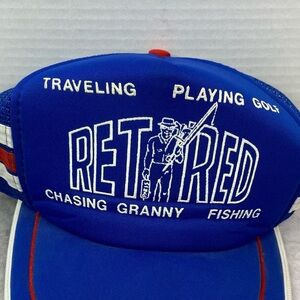 TRAVELING PLAYING GOLF
RETIRED
CHASING GRANNY FISHING